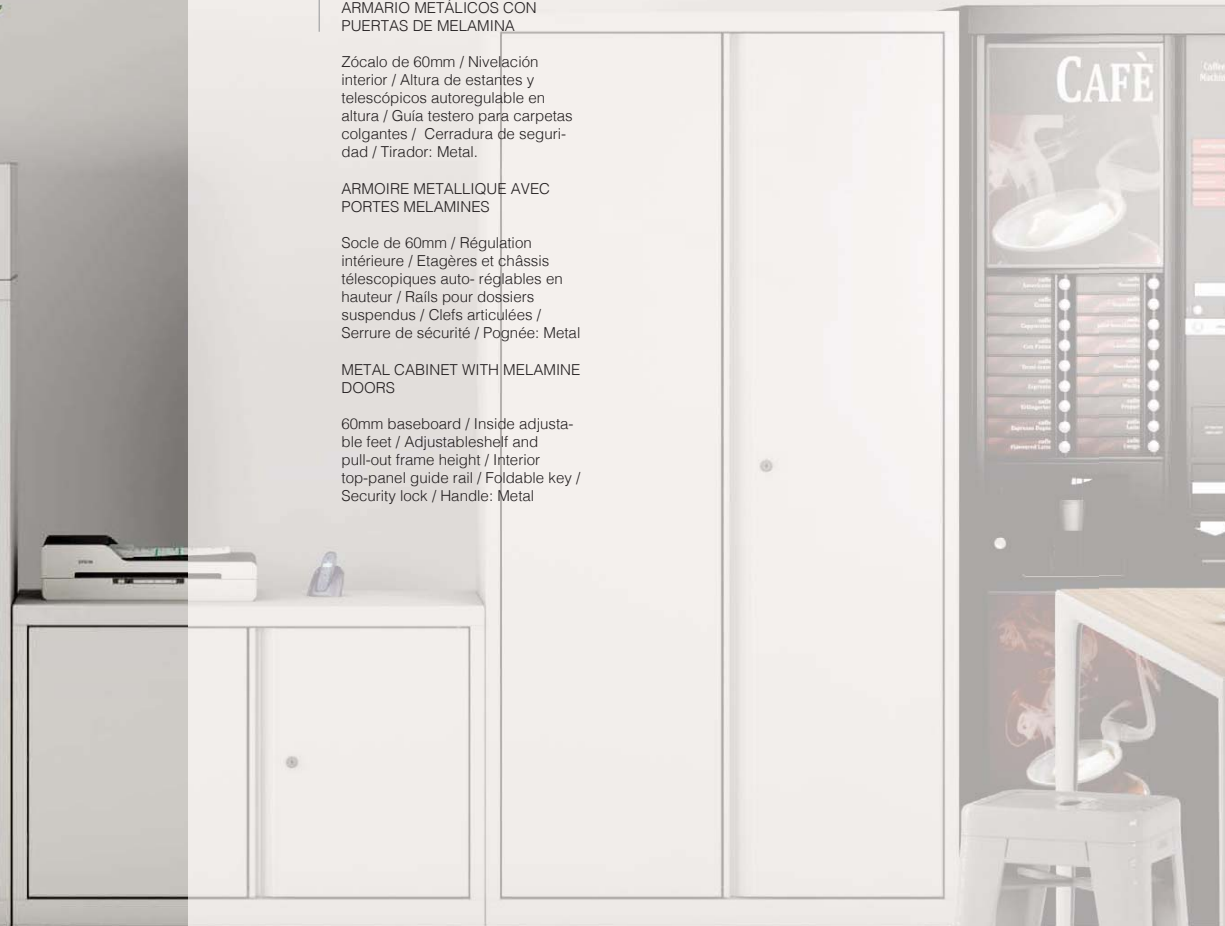 ARMARIO METÁLICOS CON
PUERTAS DE MELAMINA
Zócalo de 60mm / Nivelación
interior / Altura de estantes y
telescópicos autoregulable en
altura / Guía testero para carpetas
colgantes /  Cerradura de seguri-
dad / Tirador: Metal.
ARMOIRE METALLIQUE AVEC
PORTES MELAMINES
Socle de 60mm / Régulation
intérieure / Etagères et châssis
télescopiques auto- réglables en
hauteur / Raíls pour dossiers
suspendus / Clefs articulées /
Serrure de sécurité / Pognée: Metal
METAL CABINET WITH MELAMINE
DOORS
60mm baseboard / Inside adjusta-
ble feet / Adjustableshelf and
pull-out frame height / Interior
top-panel guide rail / Foldable key /
Security lock / Handle: Metal
CAFÈ
Coffee